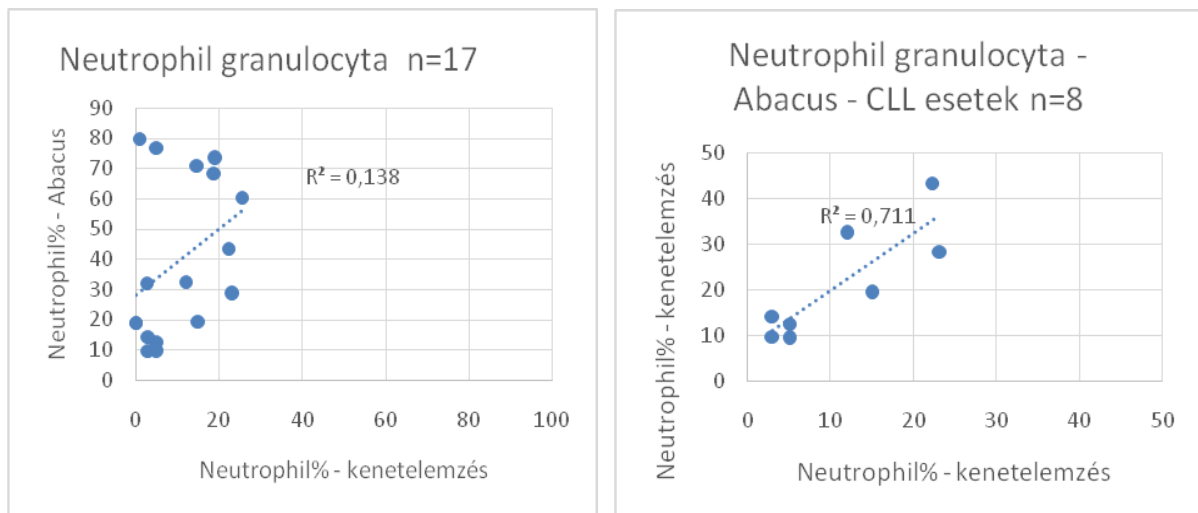 Neutrophil granulocyta n=17
Neutrophil% - Abacus
90
80
70
60
50
40
30
20
10
0
R² = 0,138
0 20 40 60 80 100
Neutrophil% - kenetelemzés
Neutrophil granulocyta -
Abacus - CLL esetek n=8
Neutrophil% - kenetelemzés
50
40
30
20
10
0
R² = 0,711
0 10 20 30 40 50
Neutrophil% - kenetelemzés